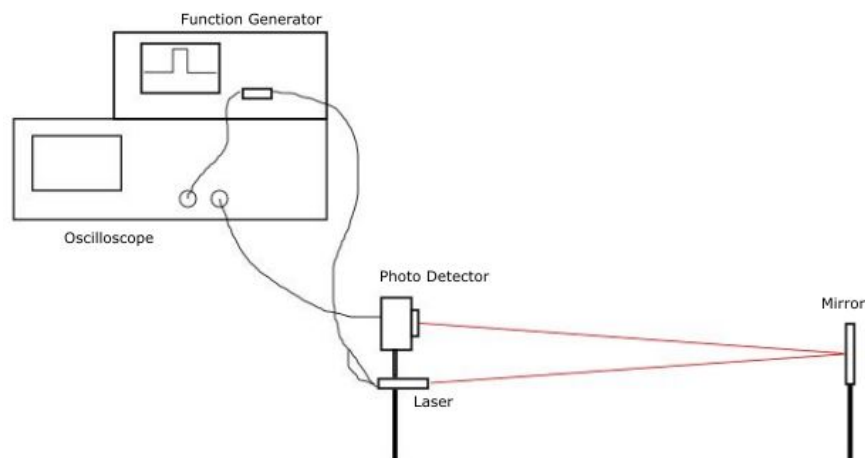 Function Generator
Oscilloscope
Photo Detector
Mirror
Laser